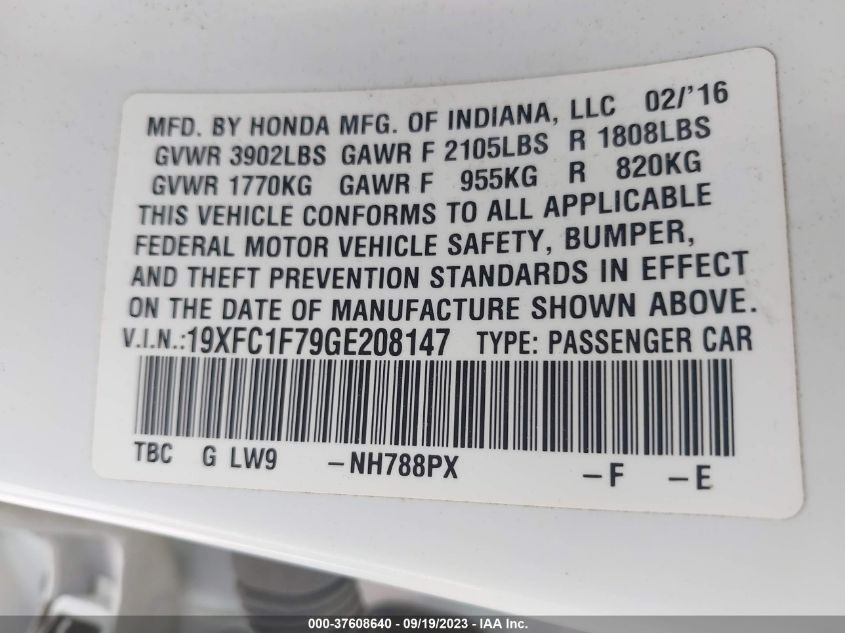 MFD. BY HONDA MFG. OF INDIANA, LLC 02/'16
GVWR 3902LBS GAWR F 2105LBS R 1808LBS
GVWR 1770KG GAWR F 955KG R 820KG
THIS VEHICLE CONFORMS TO ALL APPLICABLE
FEDERAL MOTOR VEHICLE SAFETY, BUMPER,
AND THEFT PREVENTION STANDARDS IN EFFECT
ON THE DATE OF MANUFACTURE SHOWN ABOVE.
V.I.N.:19XFC1F79GE208147 TYPE: PASSENGER CAR
TBC G LW9 -NH788PX -F -E
000-37608640 - 09/19/2023 - IAA Inc.